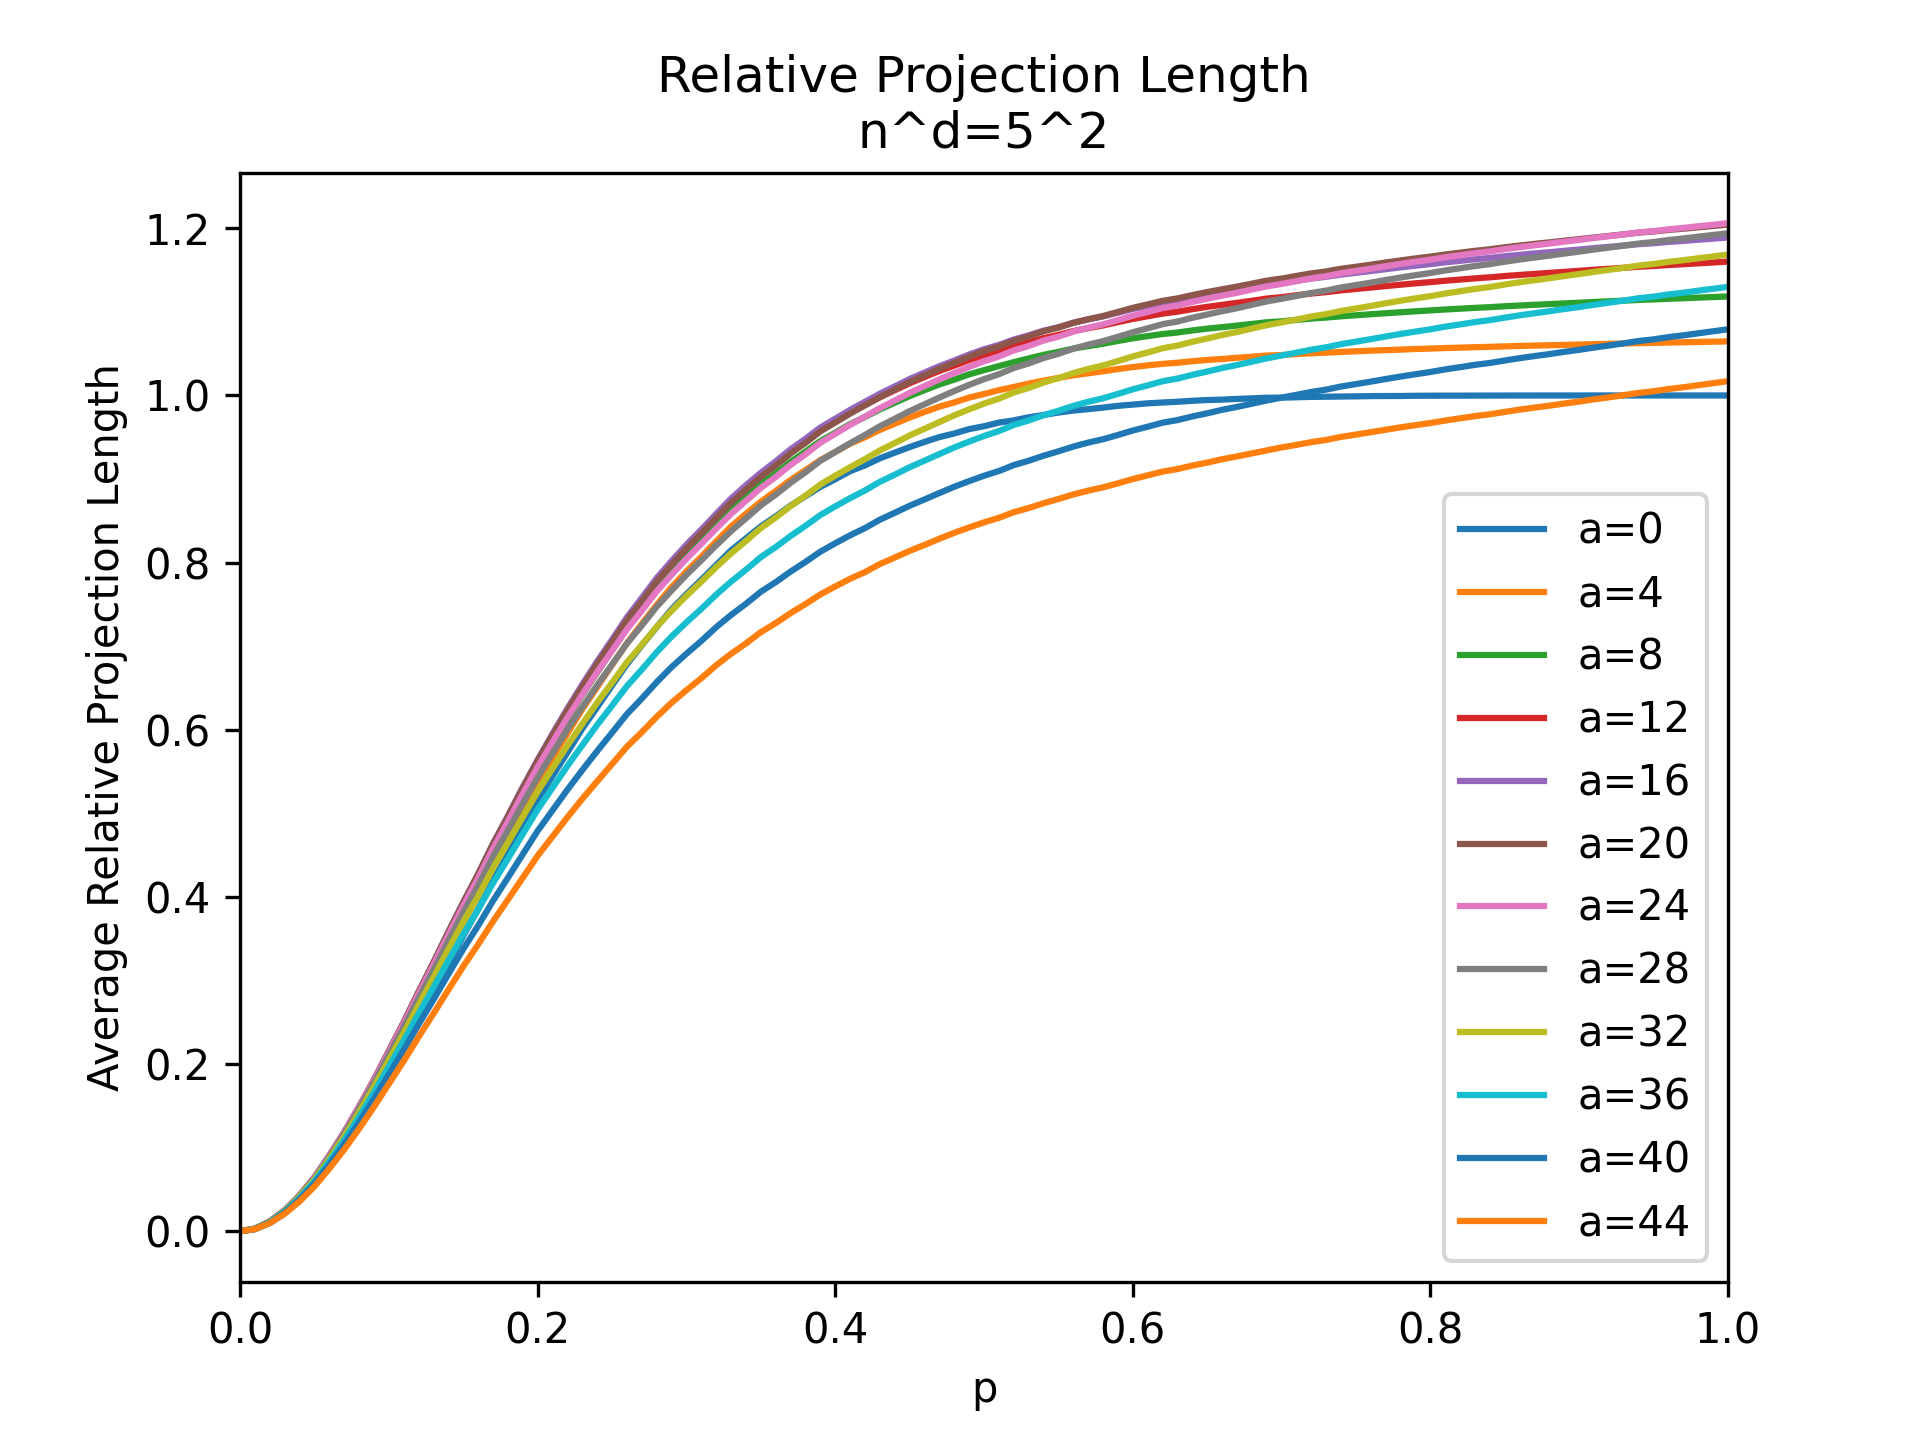 Relative Projection Length
n^d=5^2
Average Relative Projection Length
1.2
1.0
0.8
0.6
0.4
0.2
0.0
a=0
a=4
a=8
a=12
a=16
a=20
a=24
a=28
a=32
a=36
a=40
a=44
0.0 0.2 0.4 0.6 0.8 1.0
p